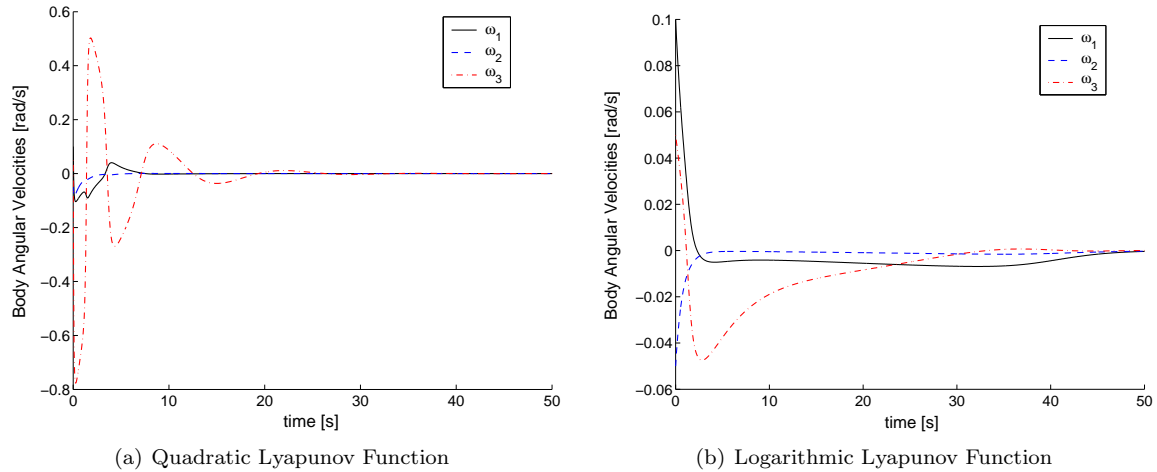 0.6
0.4
0.2
0
−0.2
−0.4
−0.6
−0.8
0
10
20
30
40
50
Body Angular Velocities [rad/s]
time [s]
ω1
ω2
ω3
(a) Quadratic Lyapunov Function
0.1
0.08
0.06
0.04
0.02
0
−0.02
−0.04
−0.06
0
10
20
30
40
50
Body Angular Velocities [rad/s]
time [s]
ω1
ω2
ω3
(b) Logarithmic Lyapunov Function